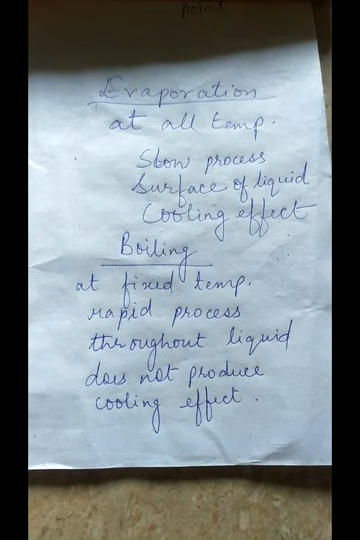 point
Evaporation
at all temp.
Slow process
Surface of liquid
Cooling effect
Boiling
at fixed temp.
rapid process
throughout liquid
does not produce
cooling effect.